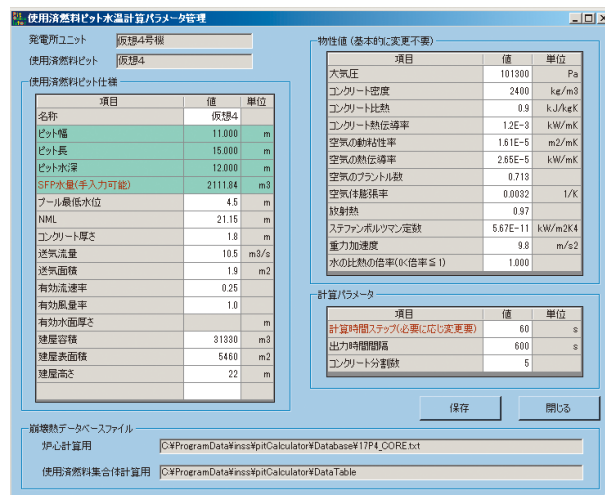 使用済燃料ピット水温計算パラメータ管理
発電所ユニット 仮想4号機
使用済燃料ピット 仮想4
使用済燃料ピット仕様
項目 値 単位
名称 仮想4
ピット幅 11.000 m
ピット長 15.000 m
ピット水深 12.000 m
SFP水量(手入力可能) 2111.84 m3
プール最低水位 4.5 m
NML 21.15 m
コンクリート厚さ 1.8 m
送気流量 10.5 m3/s
送気面積 1.9 m2
有効流速率 0.25
有効風量率 1.0
有効水面厚さ m
建屋容積 31330 m3
建屋表面積 5460 m2
建屋高さ 22 m
物性値 (基本的に変更不要)
項目 値 単位
大気圧 101300 Pa
コンクリート密度 2400 kg/m3
コンクリート比熱 0.9 kJ/kgK
コンクリート熱伝導率 1.2E-3 kW/mK
空気の動粘性率 1.61E-5 m2/mK
空気の熱伝導率 2.65E-5 kW/mK
空気のプラントル数 0.713
空気体膨張率 0.0032 1/K
放射熱 0.97
ステファンボルツマン定数 5.67E-11 kW/m2K4
重力加速度 9.8 m/s2
水の比熱の倍率(0<倍率≦1) 1.000
計算パラメータ
項目 値 単位
計算時間ステップ(必要に応じ変更要) 60 s
出力時間間隔 600 s
コンクリート分割数 5
保存 閉じる
崩壊熱データベースファイル
炉心計算用 C:¥ProgramData¥inss¥pitCalculator¥Database¥17P4_CORE.txt
使用済燃料集合体計算用 C:¥ProgramData¥inss¥pitCalculator¥DataTable